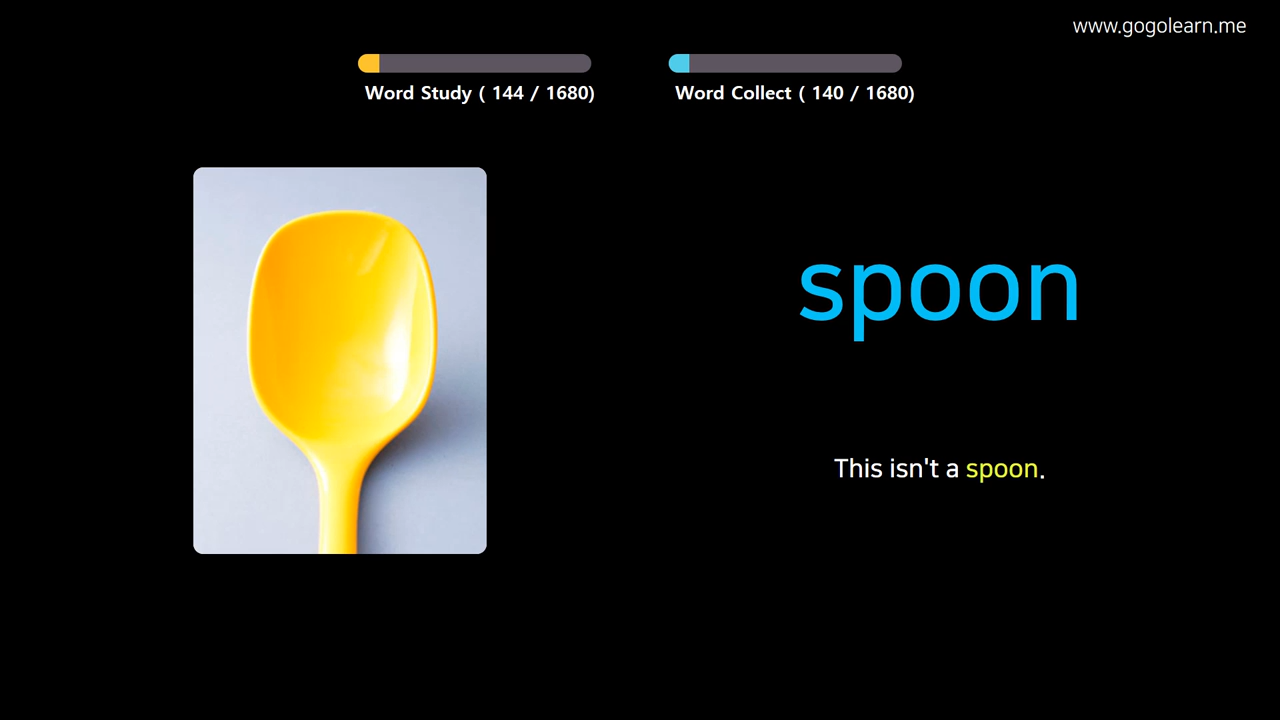 www.gogolearn.me
Word Study ( 144 / 1680)
Word Collect ( 140 / 1680)
spoon
This isn't a spoon.